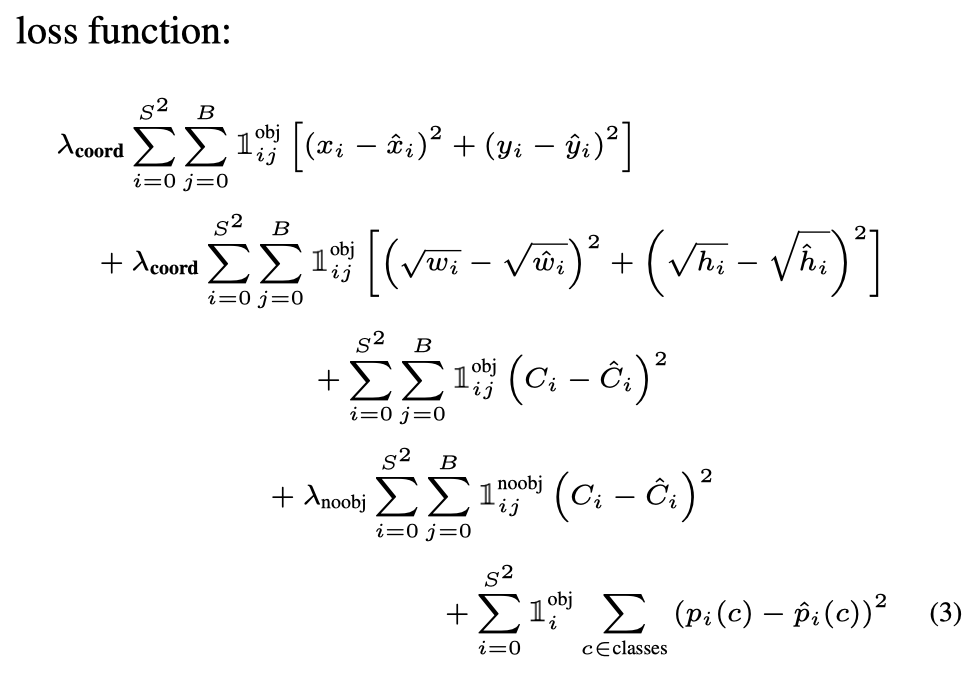 loss function:
$\lambda_{\textbf{coord}} \sum_{i=0}^{S^2} \sum_{j=0}^{B} \mathbb{1}_{ij}^{\text{obj}} \left[ (x_i - \hat{x}_i)^2 + (y_i - \hat{y}_i)^2 \right]$
$+ \lambda_{\textbf{coord}} \sum_{i=0}^{S^2} \sum_{j=0}^{B} \mathbb{1}_{ij}^{\text{obj}} \left[ \left( \sqrt{w_i} - \sqrt{\hat{w}_i} \right)^2 + \left( \sqrt{h_i} - \sqrt{\hat{h}_i} \right)^2 \right]$
$+ \sum_{i=0}^{S^2} \sum_{j=0}^{B} \mathbb{1}_{ij}^{\text{obj}} \left( C_i - \hat{C}_i \right)^2$
$+ \lambda_{\text{noobj}} \sum_{i=0}^{S^2} \sum_{j=0}^{B} \mathbb{1}_{ij}^{\text{noobj}} \left( C_i - \hat{C}_i \right)^2$
$+ \sum_{i=0}^{S^2} \mathbb{1}_{i}^{\text{obj}} \sum_{c \in \text{classes}} (p_i(c) - \hat{p}_i(c))^2$ (3)